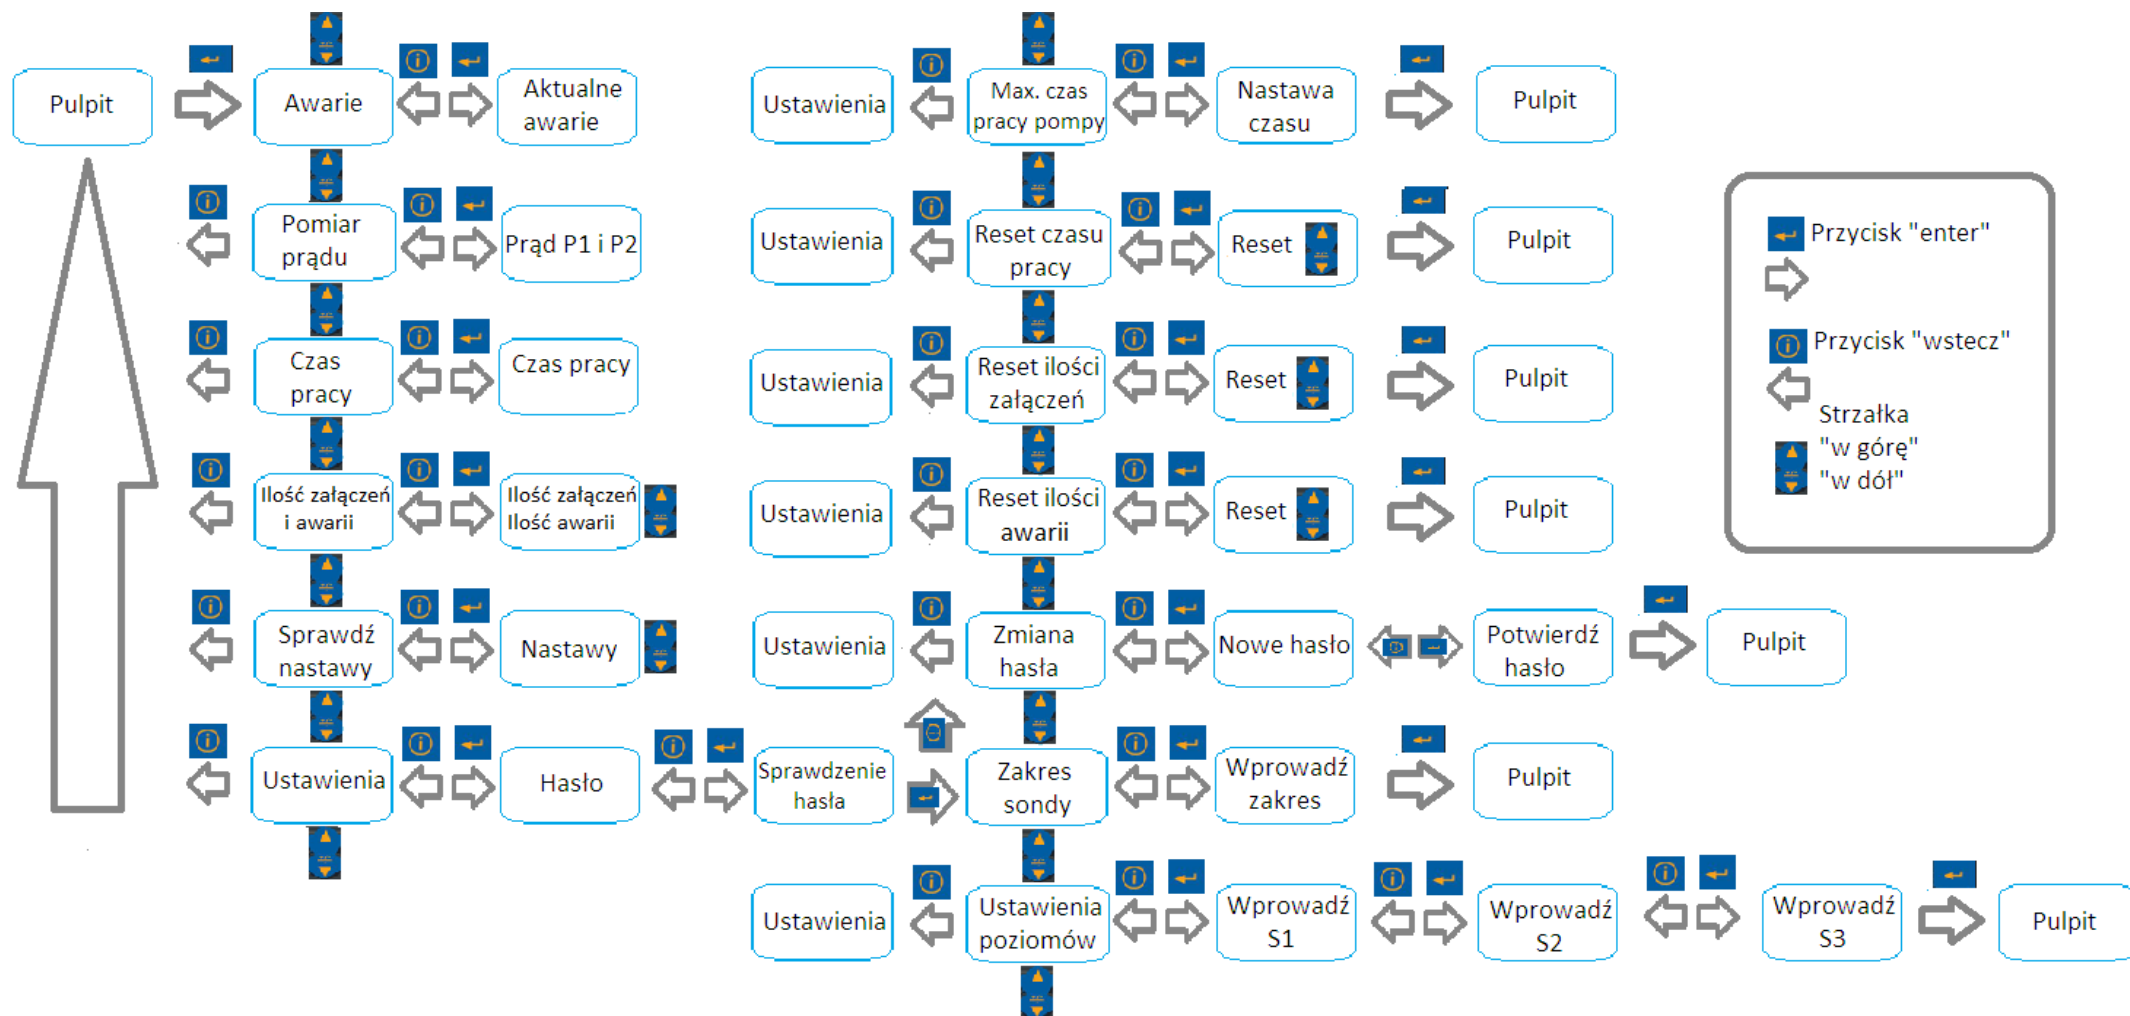 Pulpit
Awarie
Aktualne
awarie
Pomiar
prądu
Prąd P1 i P2
Czas
pracy
Czas pracy
Ilość załączeń
i awarii
Ilość załączeń
Ilość awarii
Sprawdź
nastawy
Nastawy
Ustawienia
Hasło
Sprawdzenie
hasła
Ustawienia
Max. czas
pracy pompy
Nastawa
czasu
Pulpit
Ustawienia
Reset czasu
pracy
Reset
Pulpit
Ustawienia
Reset ilości
załączeń
Reset
Pulpit
Ustawienia
Reset ilości
awarii
Reset
Pulpit
Ustawienia
Zmiana
hasła
Nowe hasło
Potwierdź
hasło
Pulpit
Zakres
sondy
Wprowadź
zakres
Pulpit
Ustawienia
Ustawienia
poziomów
Wprowadź
S1
Wprowadź
S2
Wprowadź
S3
Pulpit
Przycisk "enter"
Przycisk "wstecz"
Strzałka
"w górę"
"w dół"